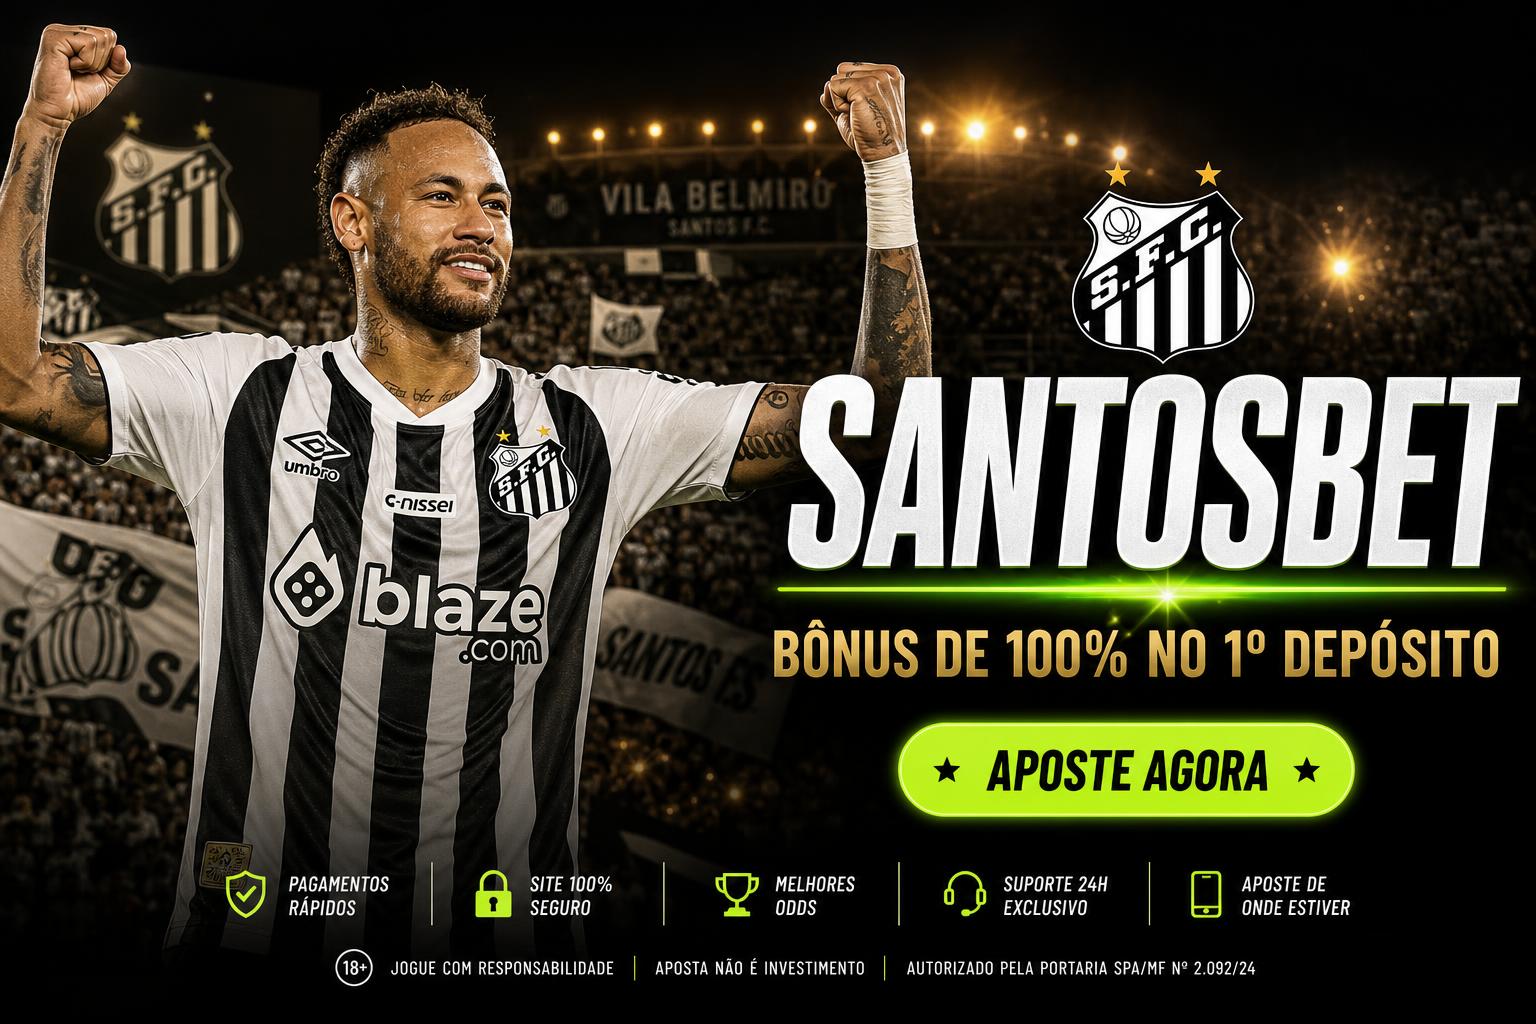 S.F.C.
VILA BELMIRO
SANTOS F.C.
S.F.C.
umbro
c-nissei
S.F.C.
blaze
.com
SANTOS
SANTOSBET
BÔNUS DE 100% NO 1º DEPÓSITO
APOSTE AGORA
PAGAMENTOS
RÁPIDOS
SITE 100%
SEGURO
MELHORES
ODDS
SUPORTE 24H
EXCLUSIVO
APOSTE DE
ONDE ESTIVER
18+
JOGUE COM RESPONSABILIDADE
APOSTA NÃO É INVESTIMENTO
AUTORIZADO PELA PORTARIA SPA/MF Nº 2.092/24